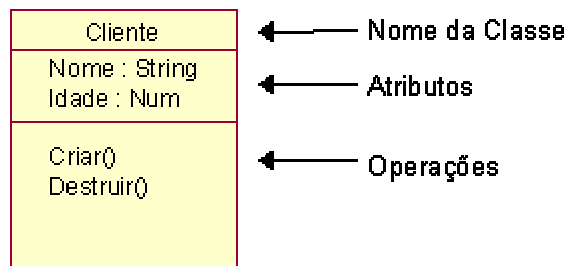 Cliente
Nome da Classe
Nome : String
Idade : Num
Atributos
Criar()
Destruir()
Operações